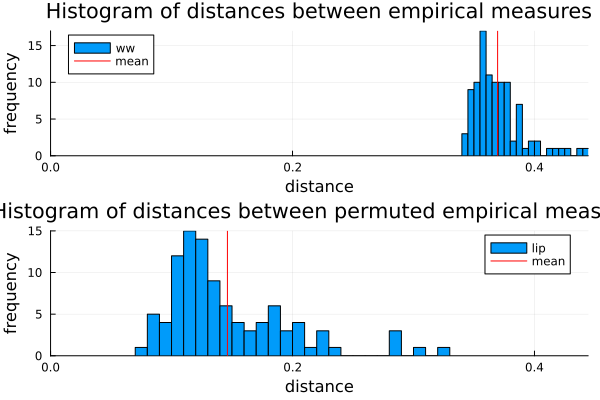 Histogram of distances between empirical measures
15
10
5
0
frequency
ww
mean
0.0 0.2 0.4
distance
Histogram of distances between permuted empirical meas
15
10
5
0
frequency
lip
mean
0.0 0.2 0.4
distance